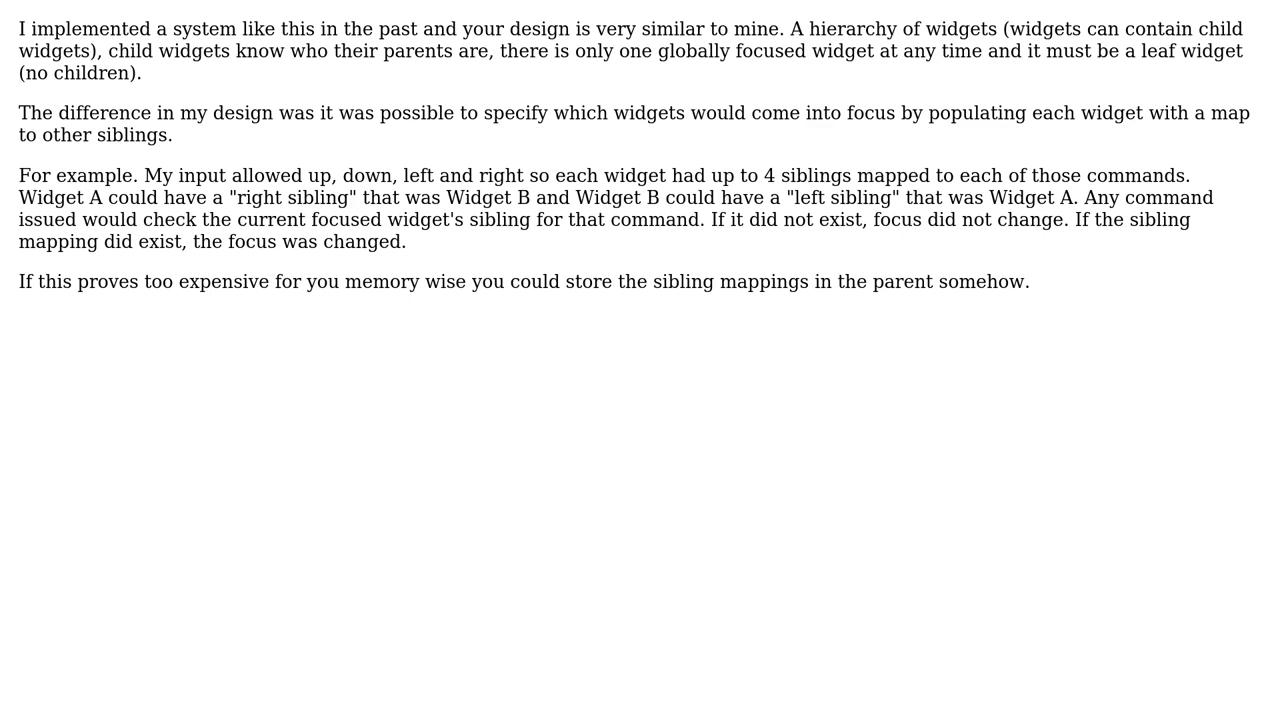 I implemented a system like this in the past and your design is very similar to mine. A hierarchy of widgets (widgets can contain child
widgets), child widgets know who their parents are, there is only one globally focused widget at any time and it must be a leaf widget
(no children).
The difference in my design was it was possible to specify which widgets would come into focus by populating each widget with a map
to other siblings.
For example. My input allowed up, down, left and right so each widget had up to 4 siblings mapped to each of those commands.
Widget A could have a "right sibling" that was Widget B and Widget B could have a "left sibling" that was Widget A. Any command
issued would check the current focused widget's sibling for that command. If it did not exist, focus did not change. If the sibling
mapping did exist, the focus was changed.
If this proves too expensive for you memory wise you could store the sibling mappings in the parent somehow.